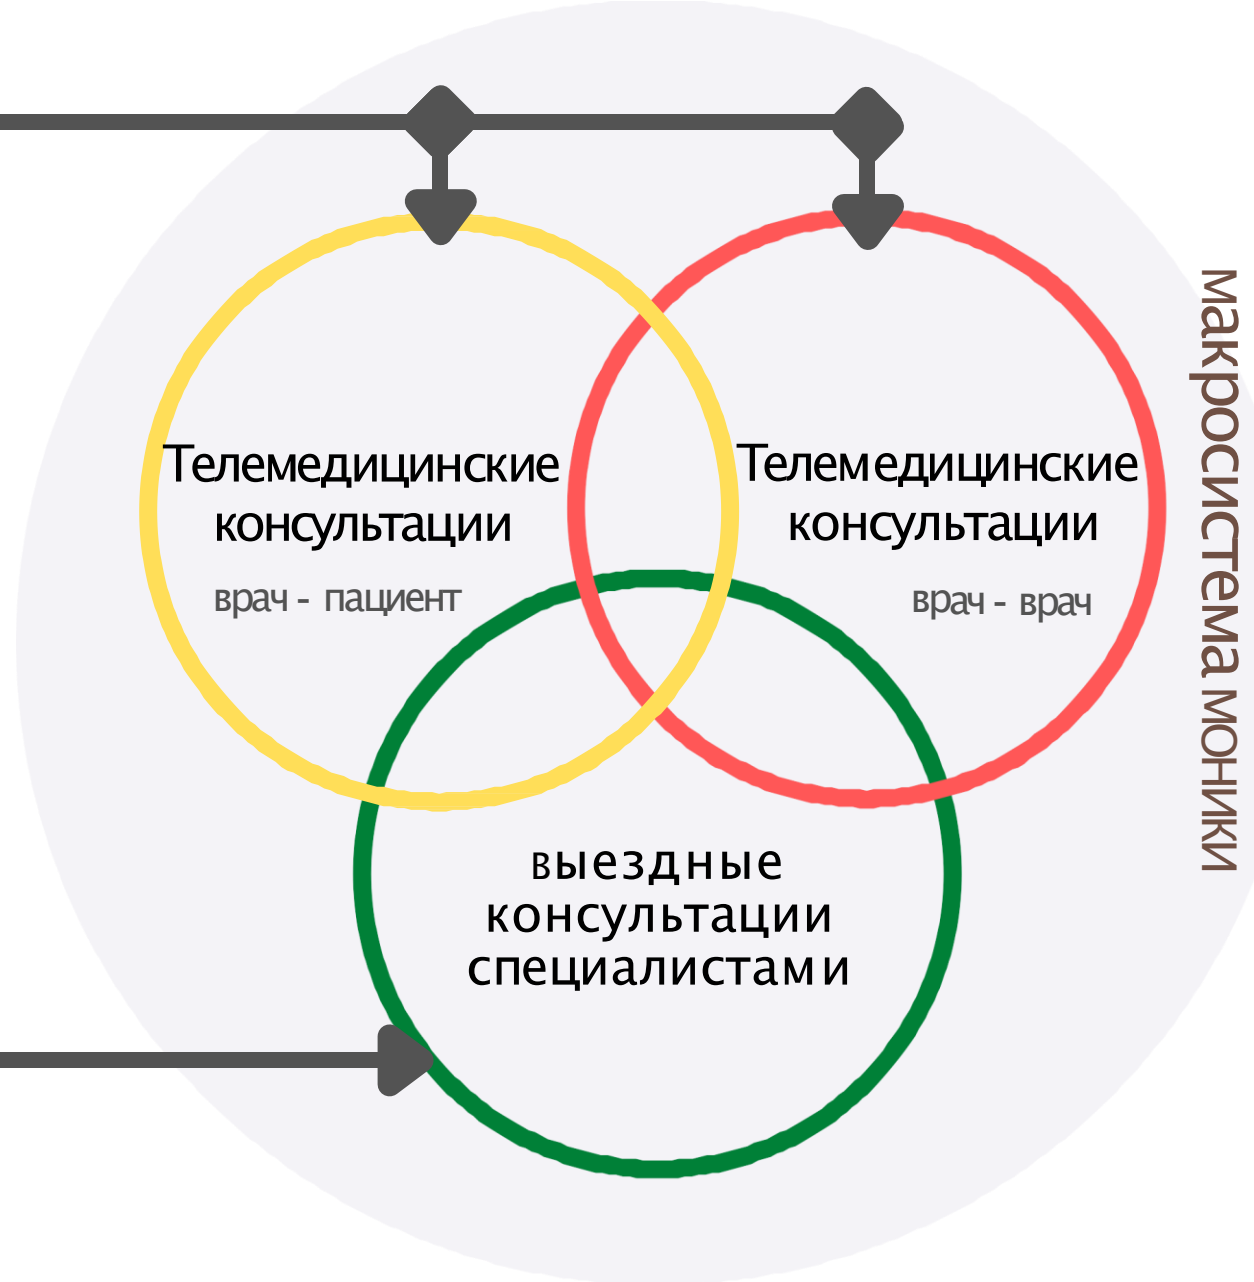 Телемедицинские
консультации
врач - пациент
Телемедицинские
консультации
врач - врач
выездные
консультации
специалистами
макросистема МОНИКИ